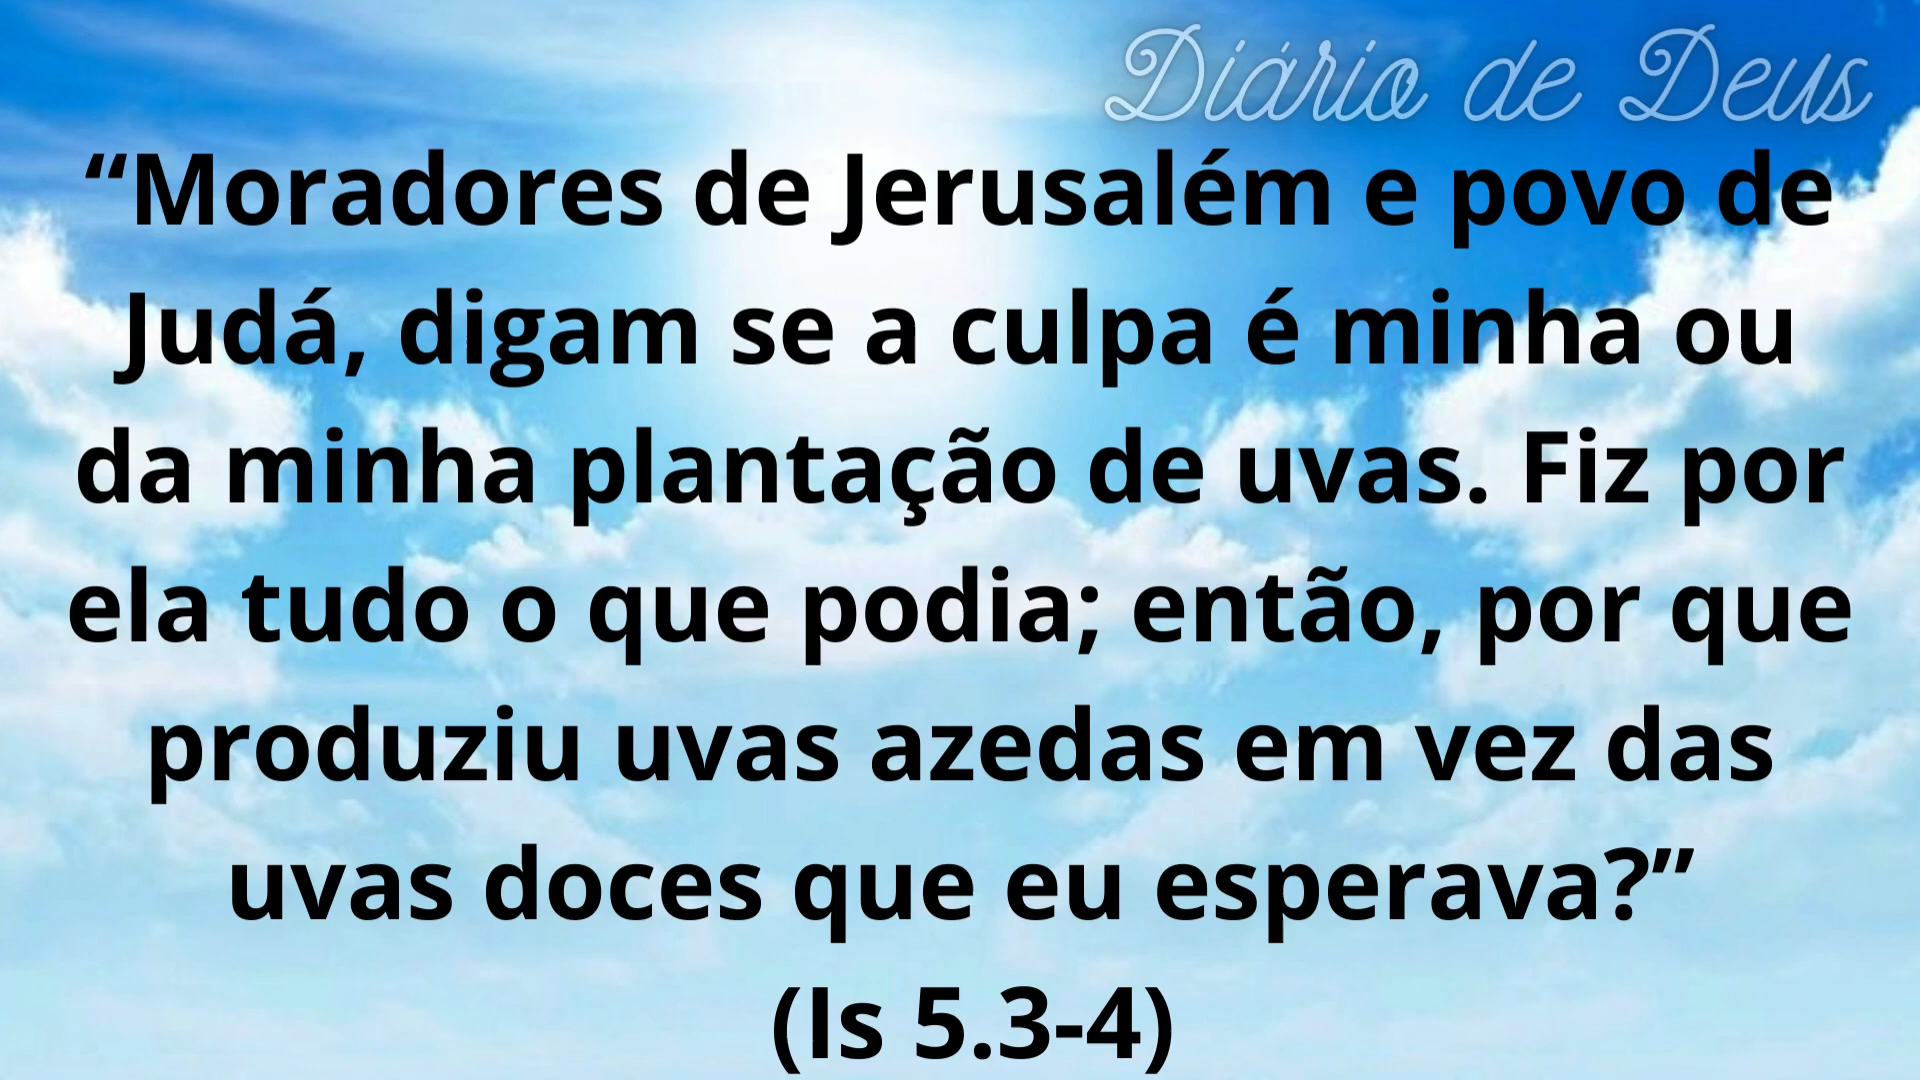 Diário de Deus
“Moradores de Jerusalém e povo de
Judá, digam se a culpa é minha ou
da minha plantação de uvas. Fiz por
ela tudo o que podia; então, por que
produziu uvas azedas em vez das
uvas doces que eu esperava?”
(Is 5.3-4)